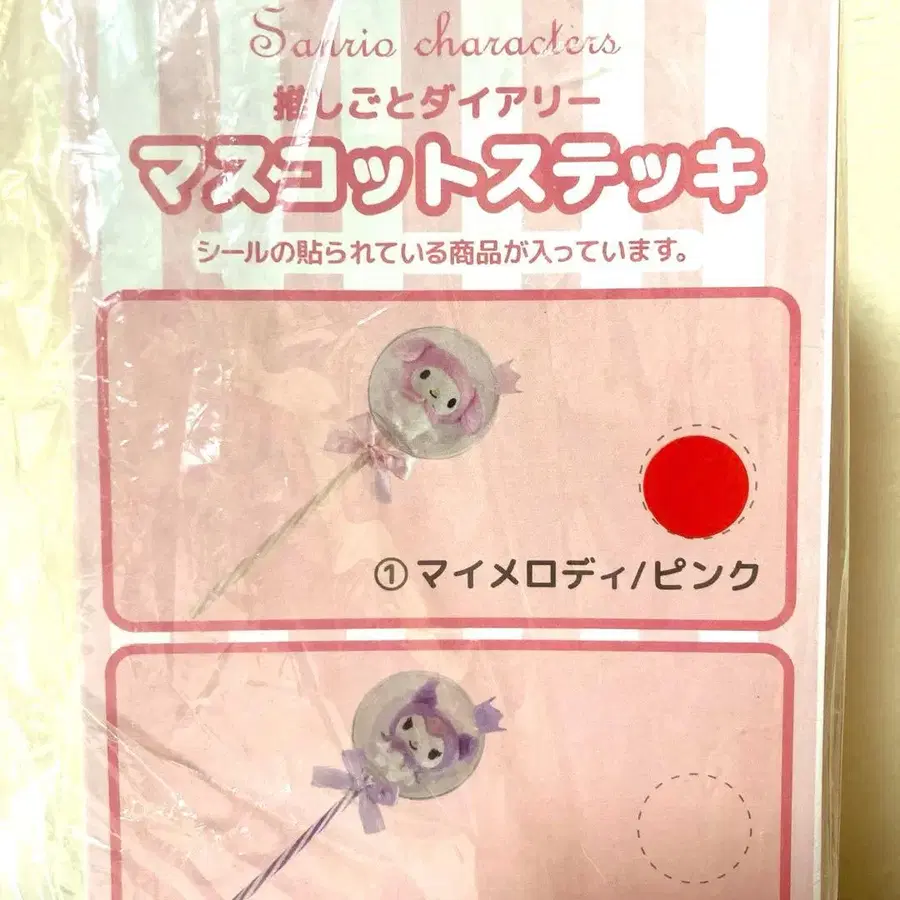 Sanrio characters
推しごとダイアリー
マスコットステッキ
シールの貼られている商品が入っています。
①マイメロディ/ピンク